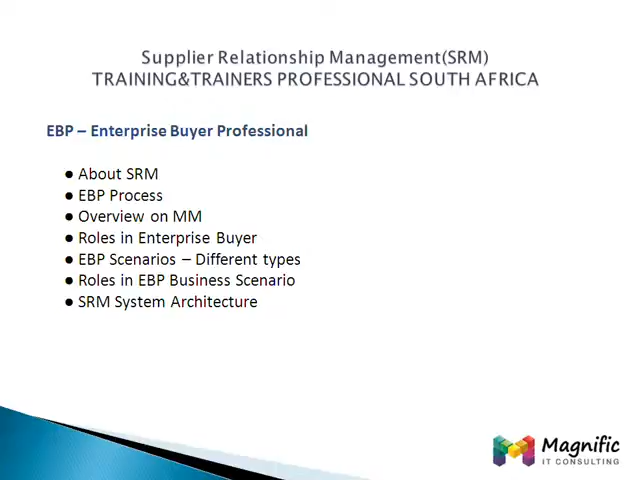 Supplier Relationship Management(SRM)
TRAINING&TRAINERS PROFESSIONAL SOUTH AFRICA
EBP – Enterprise Buyer Professional
● About SRM
● EBP Process
● Overview on MM
● Roles in Enterprise Buyer
● EBP Scenarios – Different types
● Roles in EBP Business Scenario
● SRM System Architecture
Magnific
IT CONSULTING